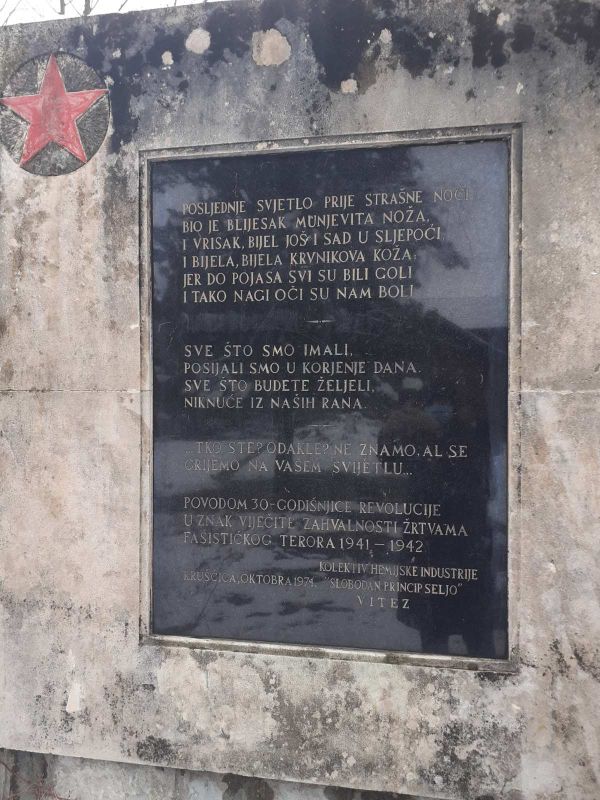 POSLJEDNJE SVJETLO PRIJE STRAŠNE NOĆI
BIO JE BLIJESAK MUNJEVITA NOŽA,
I VRISAK, BIJEL JOŠ I SAD U SLJEPOĆI,
I BIJELA, BIJELA KRVNIKOVA KOŽA;
JER DO POJASA SVI SU BILI GOLI
I TAKO NAGI OČI SU NAM BOLI
SVE ŠTO SMO IMALI,
POSIJALI SMO U KORJENJE DANA.
SVE ŠTO BUDETE ŽELJELI,
NIKNUĆE IZ NAŠIH RANA.
...TKO STE? ODAKLE? NE ZNAMO, AL SE
GRIJEMO NA VAŠEM SVIJETLU...
POVODOM 30-GODIŠNJICE REVOLUCIJE
U ZNAK VIJEČITE ZAHVALNOSTI ŽRTVAMA
FAŠISTIČKOG TERORA 1941 - 1942
KOLEKTIV HEMIJSKE INDUSTRIJE
KRUŠČICA, OKTOBRA 1971. "SLOBODAN PRINCIP SELJO"
VITEZ